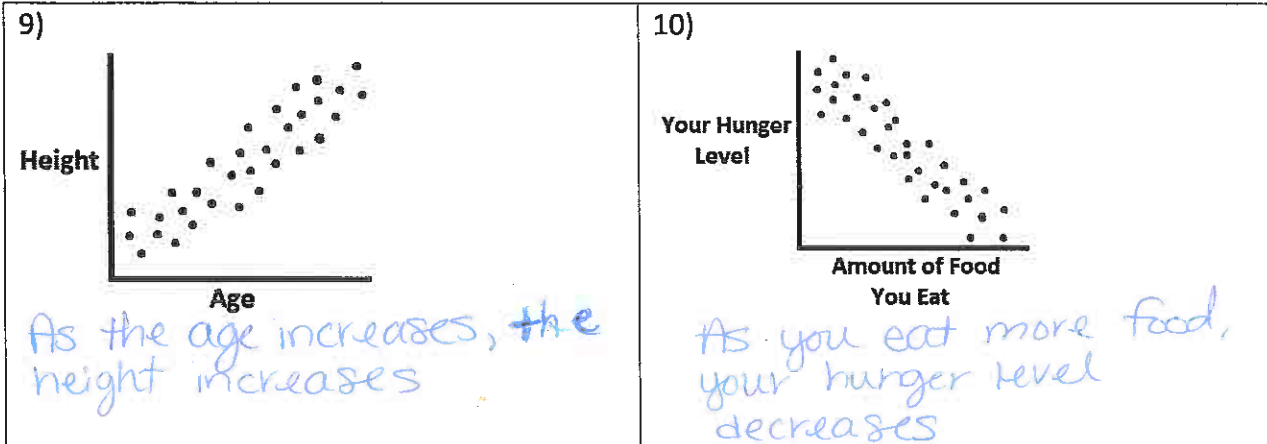 9)
Height
Age
As the age increases, the
height increases
10)
Your Hunger
Level
Amount of Food
You Eat
As you eat more food,
your hunger level
decreases